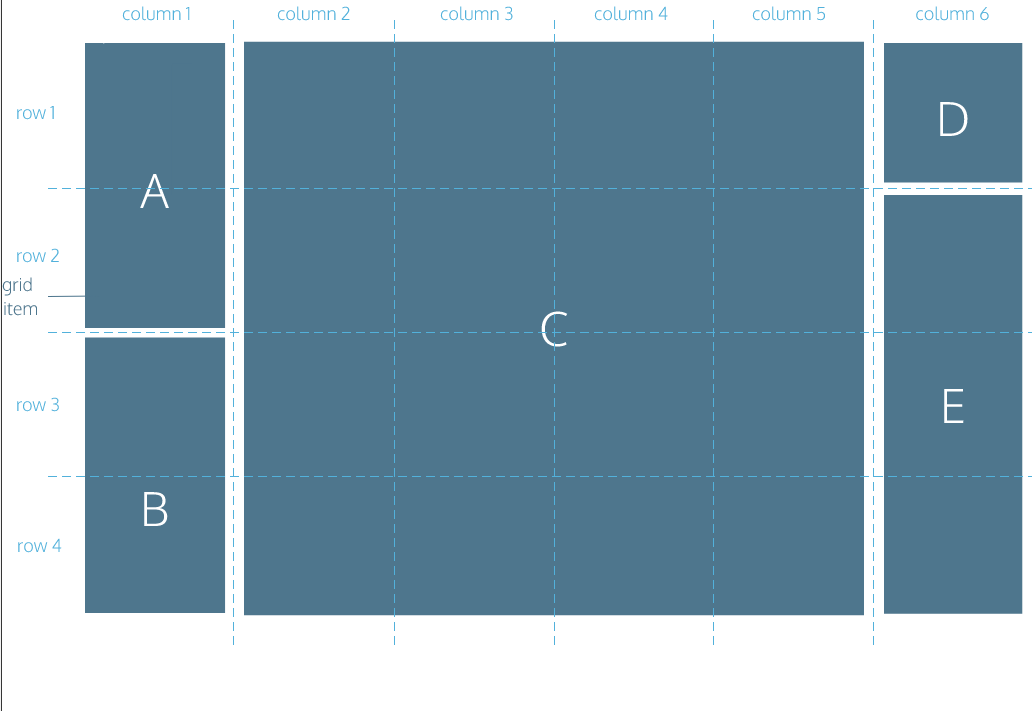 column 1
column 2
column 3
column 4
column 5
column 6
row 1
D
A
row 2
grid
item
C
row 3
E
B
row 4